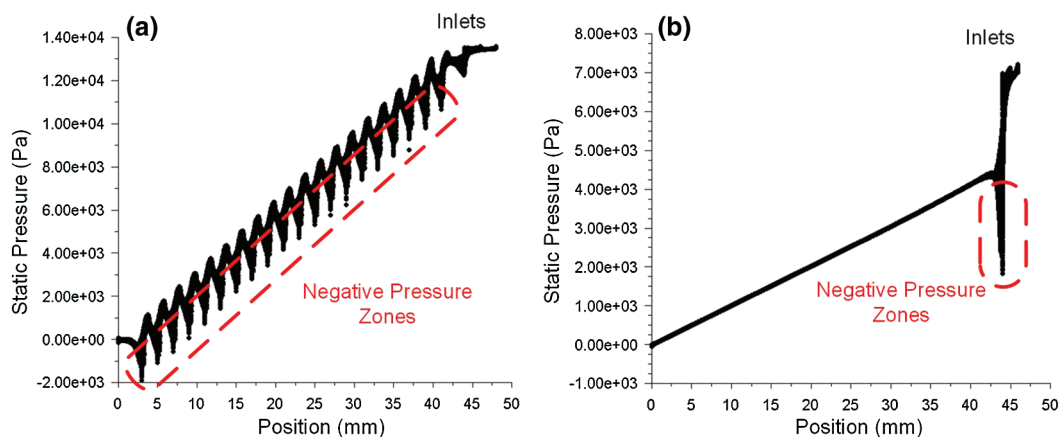 (a)
Inlets
1.40e+04
1.20e+04
1.00e+04
8.00e+03
6.00e+03
4.00e+03
2.00e+03
0.00e+00
-2.00e+03
Static Pressure (Pa)
Negative Pressure
Zones
0 5 10 15 20 25 30 35 40 45 50
Position (mm)
(b)
Inlets
8.00e+03
7.00e+03
6.00e+03
5.00e+03
4.00e+03
3.00e+03
2.00e+03
1.00e+03
0.00e+00
-1.00e+03
Static Pressure (Pa)
Negative Pressure
Zones
0 5 10 15 20 25 30 35 40 45 50
Position (mm)